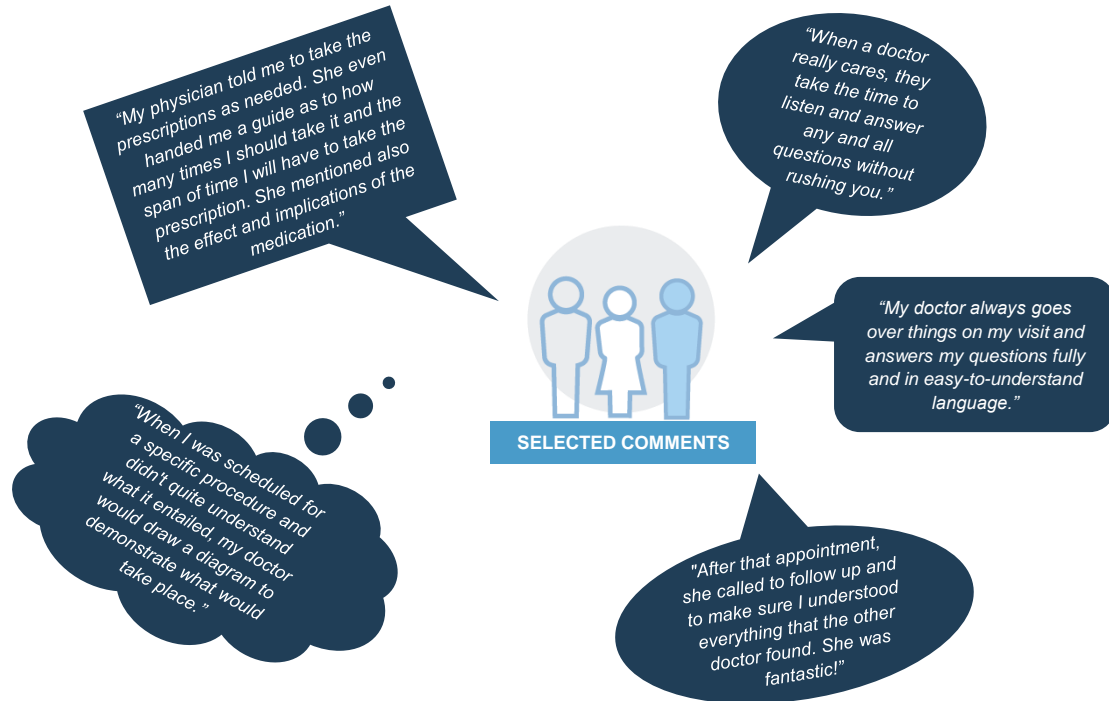 “My physician told me to take the
prescriptions as needed. She even
handed me a guide as to how
many times I should take it and the
span of time I will have to take the
prescription. She mentioned also
the effect and implications of the
medication.”
“When a doctor
really cares, they
take the time to
listen and answer
any and all
questions without
rushing you.”
“My doctor always goes
over things on my visit and
answers my questions fully
and in easy-to-understand
language.”
SELECTED COMMENTS
“When I was scheduled for
a specific procedure and
didn't quite understand
what it entailed, my doctor
would draw a diagram to
demonstrate what would
take place.”
"After that appointment,
she called to follow up and
to make sure I understood
everything that the other
doctor found. She was
fantastic!”